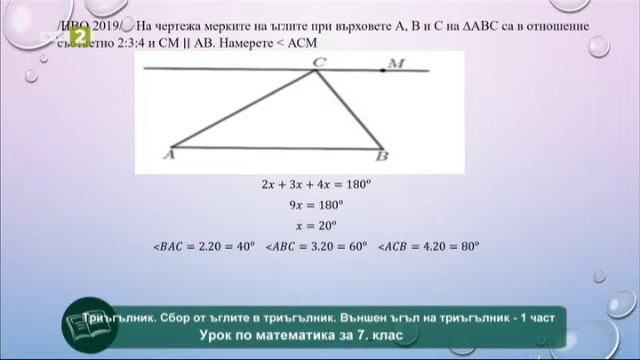 /НВО 2019/ На чертежа мерките на ъглите при върховете A, B и C на ΔABC са в отношение
съответно 2:3:4 и CM || AB. Намерете < ACM
C M
A B
2x + 3x + 4x = 180°
9x = 180°
x = 20°
<BAC = 2.20 = 40° <ABC = 3.20 = 60° <ACB = 4.20 = 80°
Триъгълник. Сбор от ъглите в триъгълник. Външен ъгъл на триъгълник - 1 част
Урок по математика за 7. клас